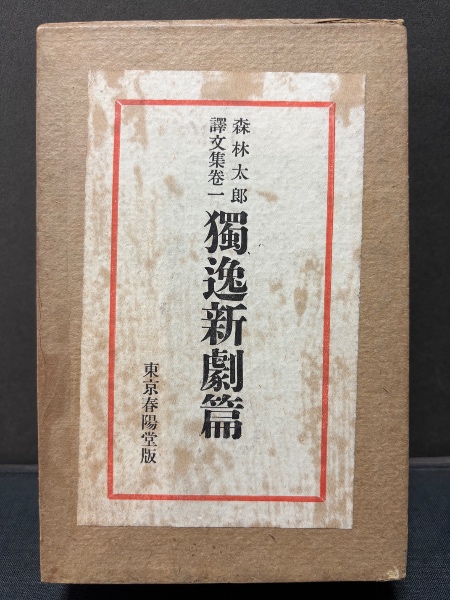 森林太郎
譯文集卷一
獨逸新劇篇
東京春陽堂版